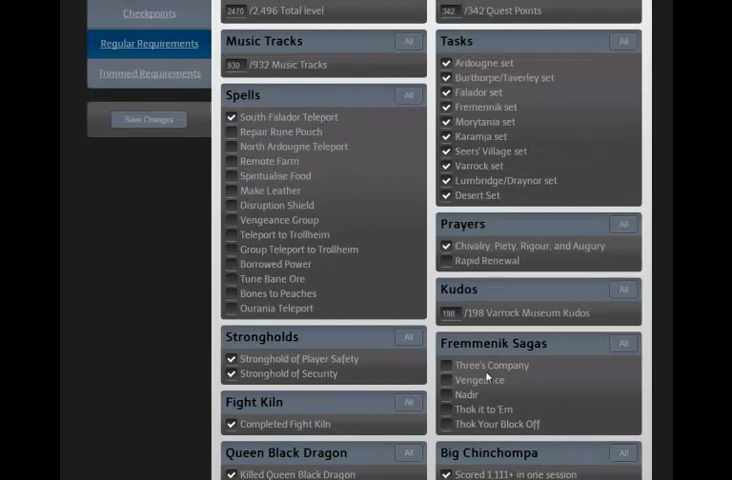 Checkpoints
Regular Requirements
Trimmed Requirements
Save Changes
2470 /2,496 Total level
Music Tracks All
930 /932 Music Tracks
Spells All
South Falador Teleport
Repair Rune Pouch
North Ardougne Teleport
Remote Farm
Spiritualise Food
Make Leather
Disruption Shield
Vengeance Group
Teleport to Trollheim
Group Teleport to Trollheim
Borrowed Power
Tune Bane Ore
Bones to Peaches
Ourania Teleport
Strongholds All
Stronghold of Player Safety
Stronghold of Security
Fight Kiln All
Completed Fight Kiln
Queen Black Dragon All
Killed Queen Black Dragon
342 /342 Quest Points
Tasks All
Ardougne set
Burthorpe/Taverley set
Falador set
Fremennik set
Morytania set
Karamja set
Seers' Village set
Varrock set
Lumbridge/Draynor set
Desert Set
Prayers All
Chivalry, Piety, Rigour, and Augury
Rapid Renewal
Kudos All
198 /198 Varrock Museum Kudos
Fremmenik Sagas All
Three's Company
Vengeance
Nadir
Thok it to 'Em
Thok Your Block Off
Big Chinchompa All
Scored 1,111+ in one session